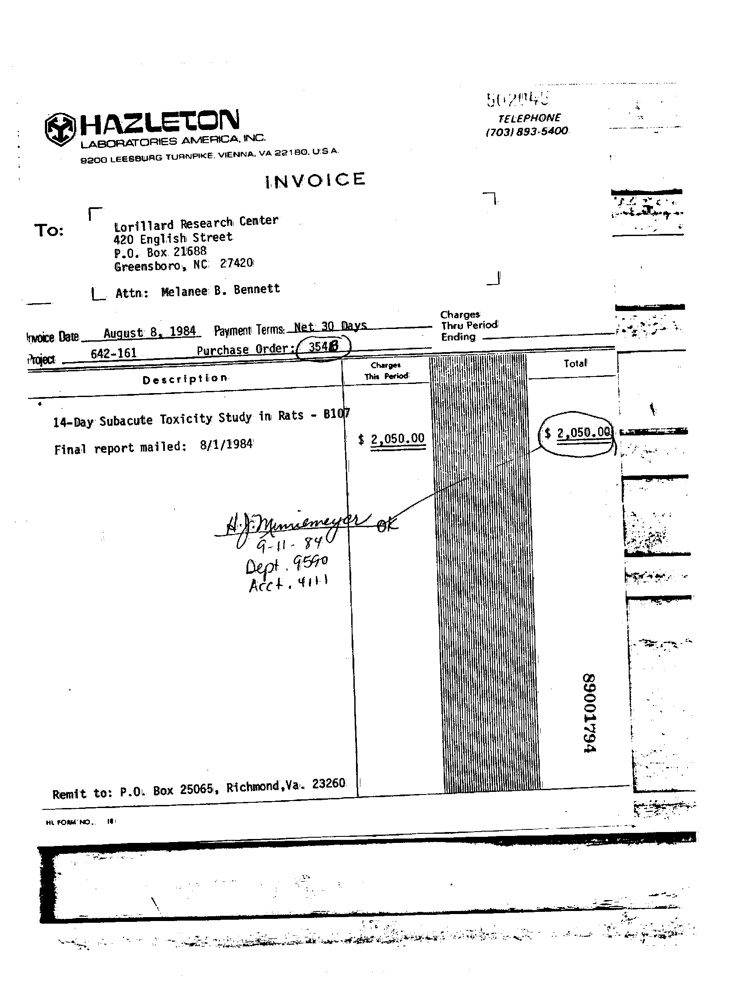 502045
HAZLETON
LABORATORIES AMERICA, INC.
9200 LEESBURG TURNPIKE, VIENNA, VA 22180, U.S.A.
TELEPHONE
(703) 893-5400
INVOICE
To:
Lorillard Research Center
420 English Street
P.O. Box 21688
Greensboro, NC 27420
Attn: Melanee B. Bennett
Invoice Date August 8, 1984 Payment Terms: Net 30 Days
Charges
Thru Period
Ending
Project 642-161 Purchase Order: 354B
Description
Charges
This Period
Total
14-Day Subacute Toxicity Study in Rats - B107
Final report mailed: 8/1/1984 $ 2,050.00 $ 2,050.00
H.J. Minnemeyer OK
9-11-84
Dept. 9590
Acct. 4111
89001794
Remit to: P.O. Box 25065, Richmond,Va. 23260
HL FORM NO.